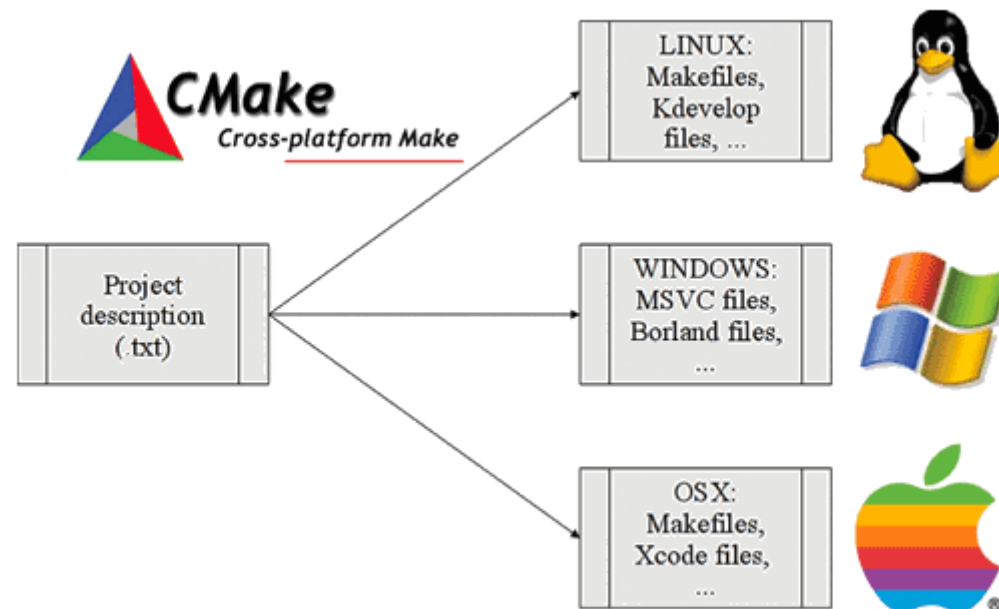 CMake
Cross-platform Make
Project
description
(.txt)
LINUX:
Makefiles,
Kdevelop
files, ...
WINDOWS:
MSVC files,
Borland files,
...
OSX:
Makefiles,
Xcode files,
...
®